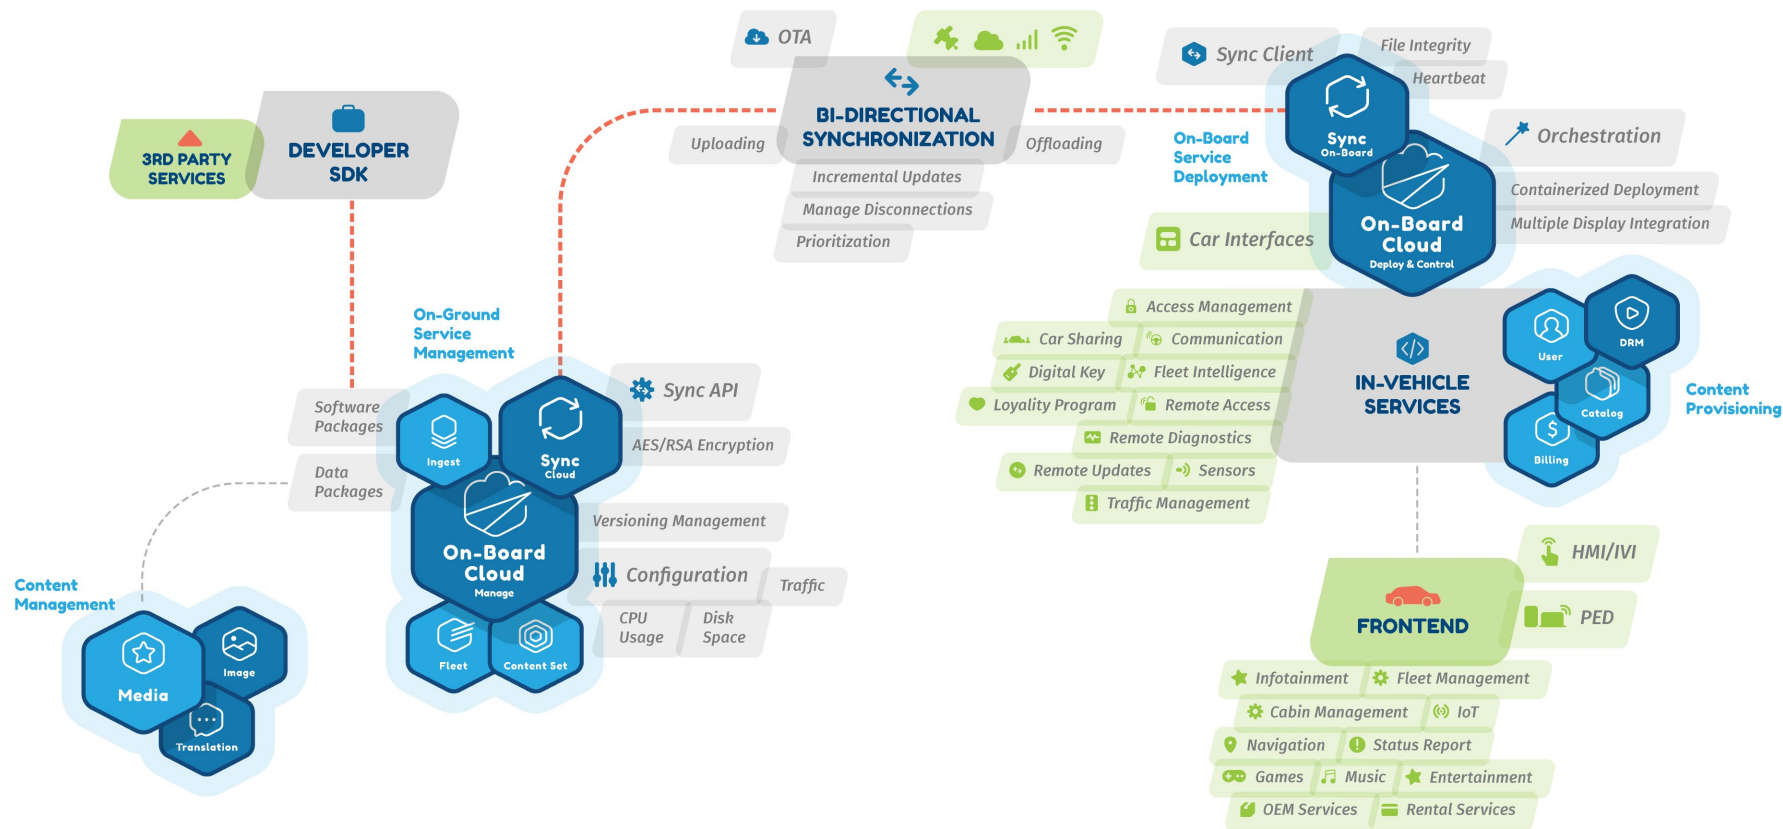 3RD PARTY
SERVICES
DEVELOPER
SDK
OTA
BI-DIRECTIONAL
SYNCHRONIZATION
Uploading
Offloading
Incremental Updates
Manage Disconnections
Prioritization
Sync Client
File Integrity
Heartbeat
Sync
On-Board
On-Board
Service
Deployment
Orchestration
Containerized Deployment
Multiple Display Integration
On-Board
Cloud
Deploy & Control
Car Interfaces
Access Management
Car Sharing
Communication
Digital Key
Fleet Intelligence
Loyality Program
Remote Access
Remote Diagnostics
Remote Updates
Sensors
Traffic Management
IN-VEHICLE
SERVICES
User
DRM
Catalog
Billing
Content
Provisioning
On-Ground
Service
Management
Software
Packages
Data
Packages
Ingest
Sync
Cloud
Sync API
AES/RSA Encryption
On-Board
Cloud
Manage
Versioning Management
Configuration
Traffic
CPU
Usage
Disk
Space
Fleet
Content Set
Content
Management
Media
Image
Translation
HMI/IVI
PED
FRONTEND
Infotainment
Fleet Management
Cabin Management
IoT
Navigation
Status Report
Games
Music
Entertainment
OEM Services
Rental Services